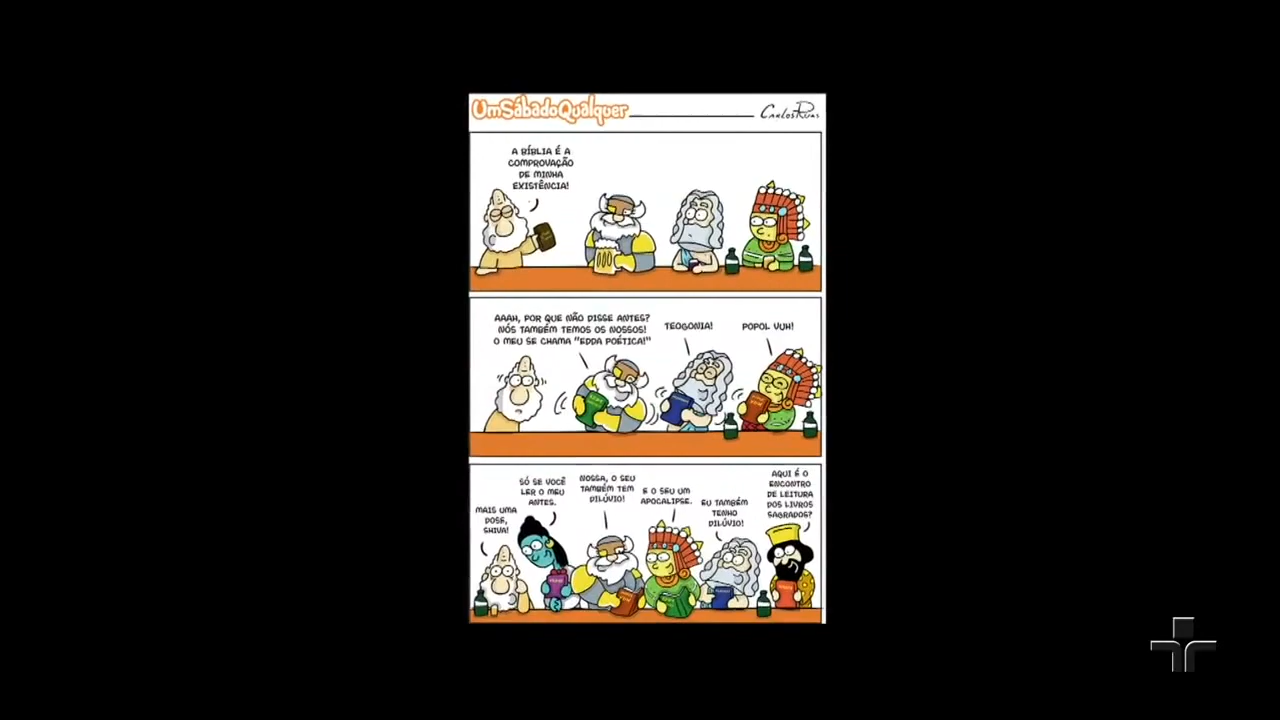 UmSábadoQualquer
CARLOS RUAS
A BÍBLIA É A
COMPROVAÇÃO
DE MINHA
EXISTÊNCIA!
AAAH, POR QUE NÃO DISSE ANTES?
NÓS TAMBÉM TEMOS OS NOSSOS!
O MEU SE CHAMA "EDDA POÉTICA!"
TEOGONIA!
POPOL VUH!
MAIS UMA
DOSE,
SHIVA!
SÓ SE VOCÊ
LER O MEU
ANTES.
NOSSA, O SEU
TAMBÉM TEM
DILÚVIO!
E O SEU UM
APOCALIPSE.
EU TAMBÉM
TENHO
DILÚVIO!
AQUI É O
ENCONTRO
DE LEITURA
DOS LIVROS
SAGRADOS?